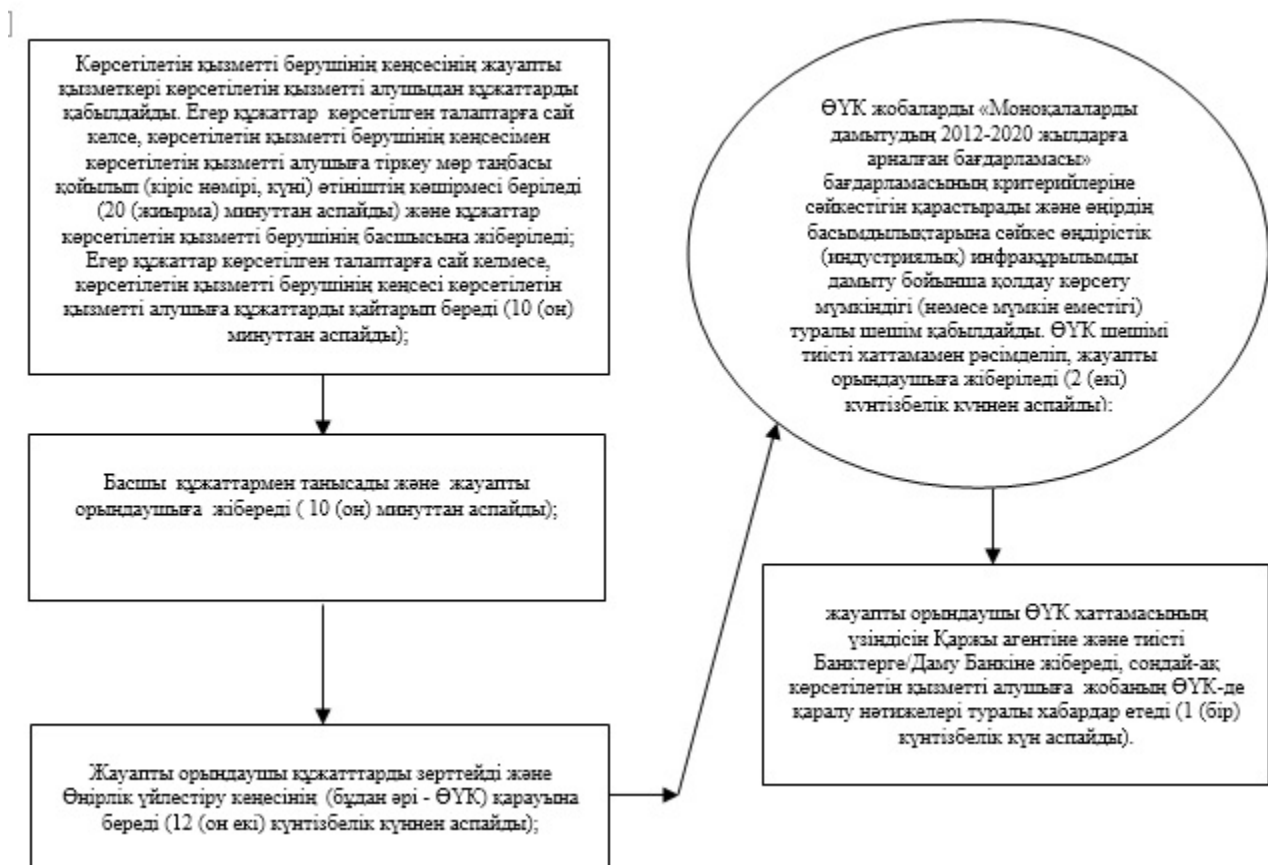 Көрсетілетін қызметті берушінің кеңсесінің жауапты
қызметкері көрсетілетін қызметті алушыдан құжаттарды
қабылдайды. Егер құжаттар көрсетілген талаптарға сай
келсе, көрсетілетін қызметті берушінің кеңсесімен
көрсетілетін қызметті алушыға тіркеу мөр таңбасы
қойылып (кіріс нөмірі, күні) өтініштің көшірмесі беріледі
(20 (жиырма) минуттан аспайды) және құжаттар
көрсетілетін қызметті берушінің басшысына жіберіледі;
Егер құжаттар көрсетілген талаптарға сай келмесе,
көрсетілетін қызметті берушінің кеңсесі көрсетілетін
қызметті алушыға құжаттарды қайтарып береді (10 (он)
минуттан аспайды);
Басшы құжаттармен танысады және жауапты
орындаушыға жібереді ( 10 (он) минуттан аспайды);
Жауапты орындаушы құжатттарды зерттейді және
Өңірлік үйлестіру кеңесінің (бұдан әрі - ӨҮК) қарауына
береді (12 (он екі) күнтізбелік күннен аспайды);
ӨҮК жобаларды «Моноқалаларды
дамытудың 2012-2020 жылдарға
арналған бағдарламасы»
бағдарламасының критерийлеріне
сәйкестігін қарастырады және өңірдің
басымдылықтарына сәйкес өндірістік
(индустриялық) инфрақұрылымды
дамыту бойынша қолдау көрсету
мүмкіндігі (немесе мүмкін еместігі)
туралы шешім қабылдайды. ӨҮК шешімі
тиісті хаттамамен рәсімделіп, жауапты
орындаушыға жіберіледі (2 (екі)
күнтізбелік күннен аспайды);
жауапты орындаушы ӨҮК хаттамасының
үзіндісін Қаржы агентіне және тиісті
Банктерге/Даму Банкіне жібереді, сондай-ақ
көрсетілетін қызметті алушыға жобаның ӨҮК-де
қаралу нәтижелері туралы хабардар етеді (1 (бір)
күнтізбелік күн аспайды).